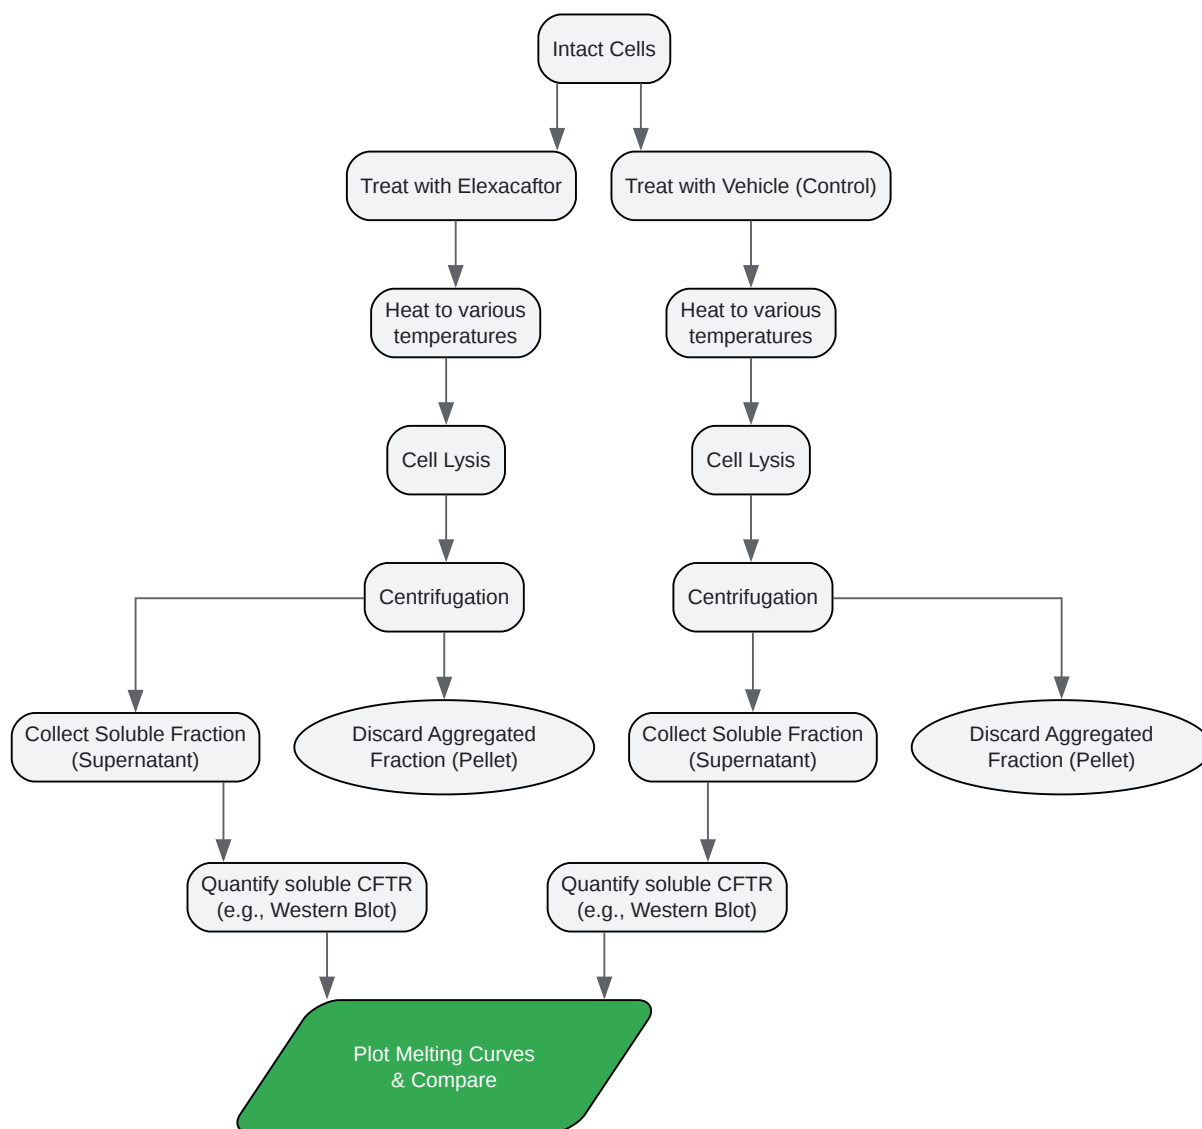 Intact Cells
Treat with Elexacaftor
Treat with Vehicle (Control)
Heat to various
temperatures
Heat to various
temperatures
Cell Lysis
Cell Lysis
Centrifugation
Centrifugation
Collect Soluble Fraction
(Supernatant)
Discard Aggregated
Fraction (Pellet)
Collect Soluble Fraction
(Supernatant)
Discard Aggregated
Fraction (Pellet)
Quantify soluble CFTR
(e.g., Western Blot)
Quantify soluble CFTR
(e.g., Western Blot)
Plot Melting Curves
& Compare